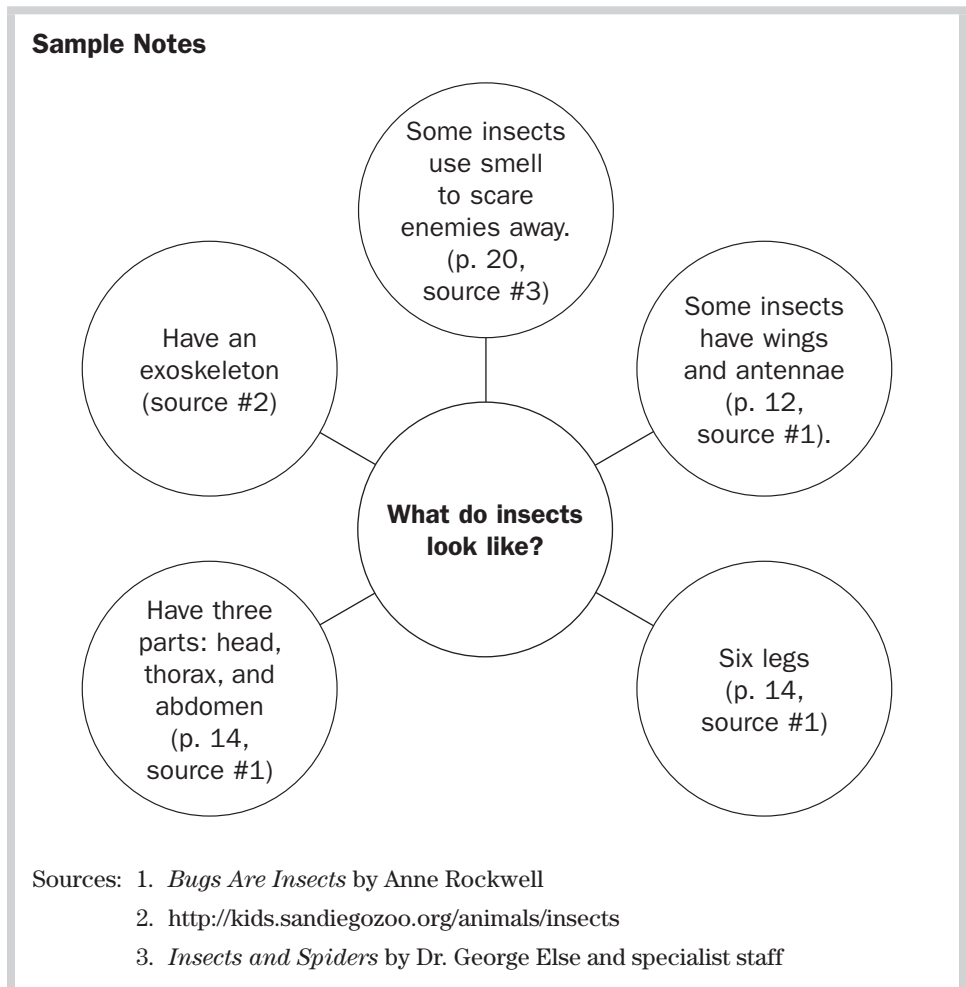 Sample Notes
Some insects
use smell
to scare
enemies away.
(p. 20,
source #3)
Have an
exoskeleton
(source #2)
Some insects
have wings
and antennae
(p. 12,
source #1).
What do insects
look like?
Have three
parts: head,
thorax, and
abdomen
(p. 14,
source #1)
Six legs
(p. 14,
source #1)
Sources: 1. Bugs Are Insects by Anne Rockwell
2. http://kids.sandiegozoo.org/animals/insects
3. Insects and Spiders by Dr. George Else and specialist staff